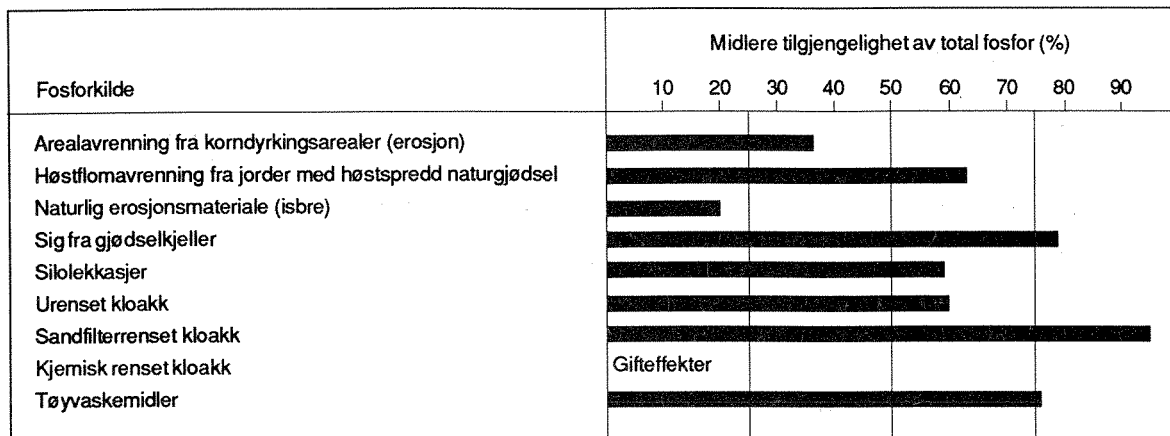 Midlere tilgjengelighet av total fosfor (%)
Fosforkilde
10 20 30 40 50 60 70 80 90
Arealavrenning fra korndyrkingsarealer (erosjon)
Høstflomavrenning fra jorder med høstspredd naturgjødsel
Naturlig erosjonsmateriale (isbre)
Sig fra gjødselkjeller
Silolekkasjer
Urenset kloakk
Sandfilterrenset kloakk
Kjemisk renset kloakk Gifteffekter
Tøyvaskemidler